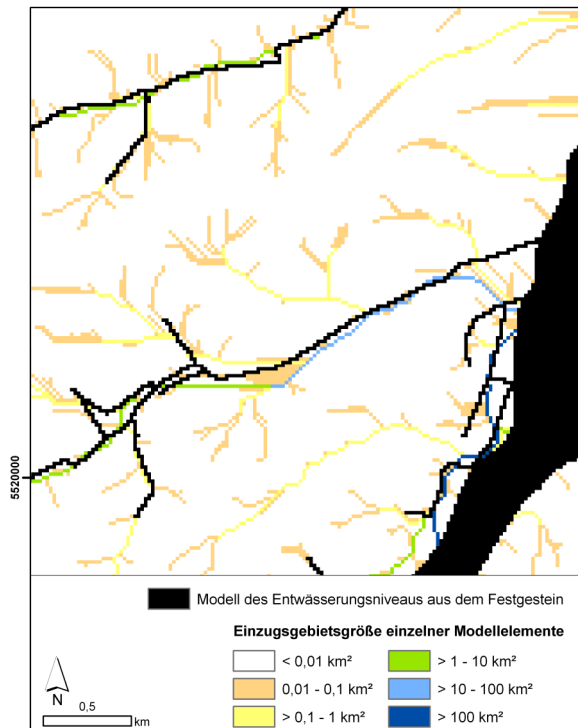 5520000
Modell des Entwässerungsniveaus aus dem Festgestein
Einzugsgebietsgröße einzelner Modellelemente
< 0,01 km²
> 1 - 10 km²
0,01 - 0,1 km²
> 10 - 100 km²
> 0,1 - 1 km²
> 100 km²
N
0,5
km